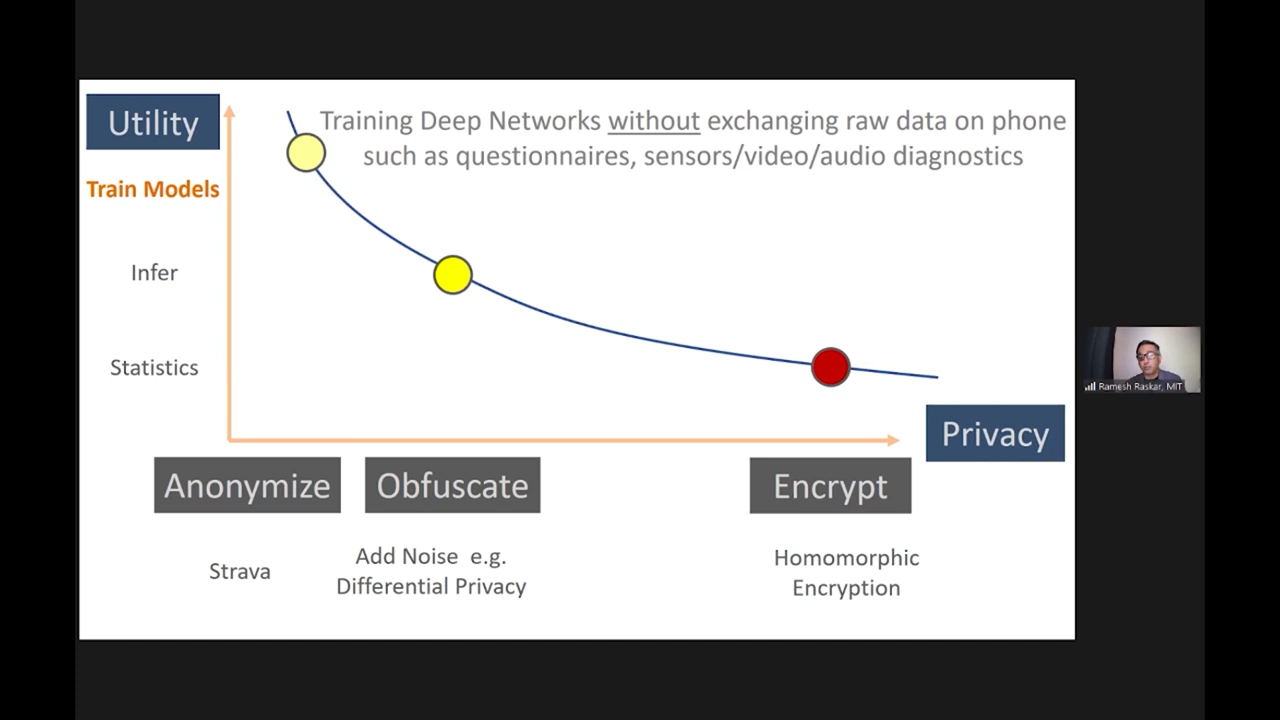 Utility
Training Deep Networks without exchanging raw data on phone
such as questionnaires, sensors/video/audio diagnostics
Train Models
Infer
Statistics
Ramesh Raskar, MIT
Privacy
Anonymize
Obfuscate
Encrypt
Strava
Add Noise e.g.
Differential Privacy
Homomorphic
Encryption